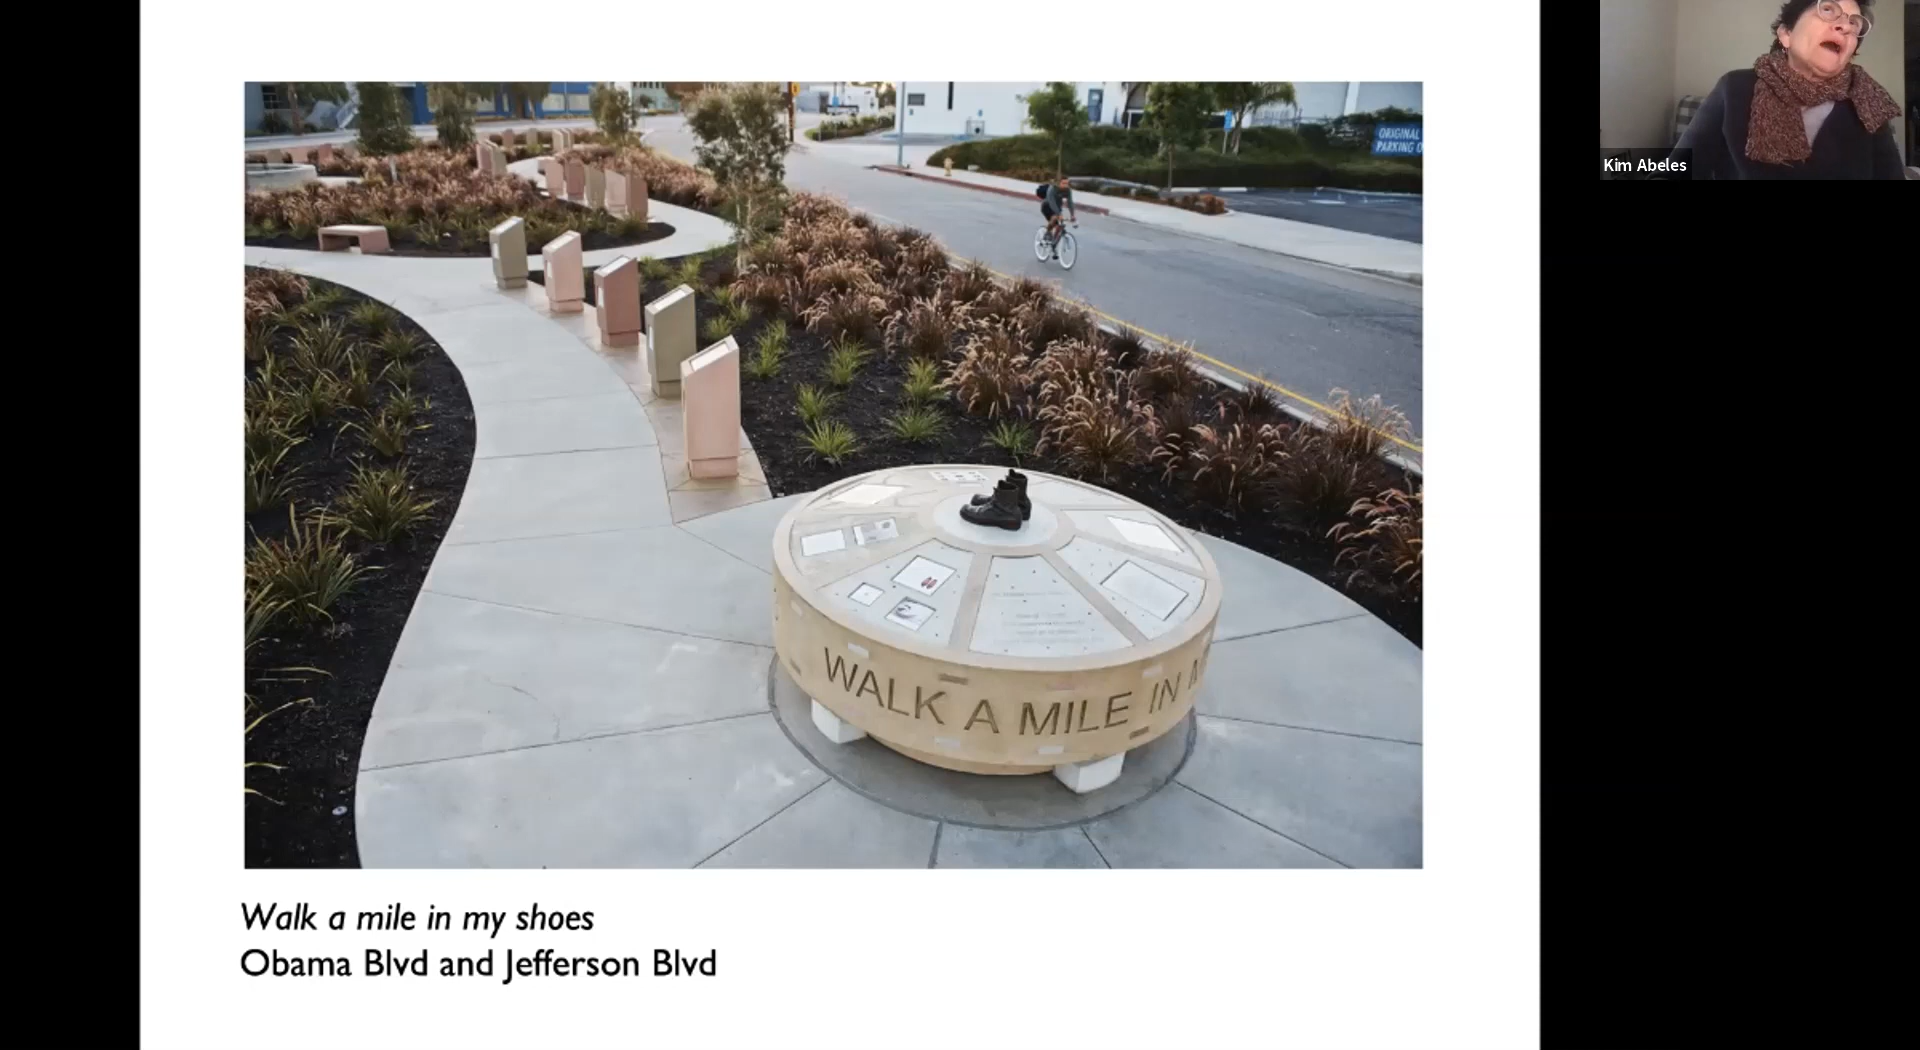 ORIGINAL
PARKING
WALK A MILE IN
Walk a mile in my shoes
Obama Blvd and Jefferson Blvd
Kim Abeles